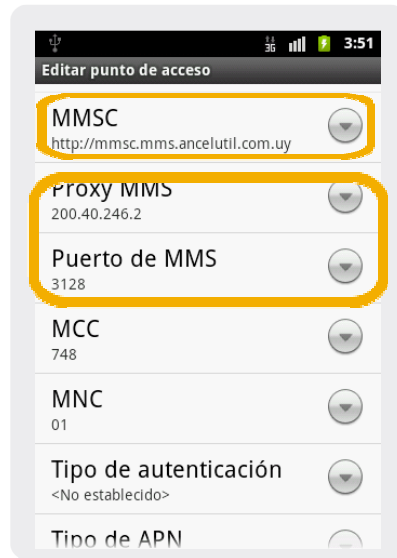 3G 3:51
Editar punto de acceso
MMSC
http://mmsc.mms.ancelutil.com.uy
Proxy MMS
200.40.246.2
Puerto de MMS
3128
MCC
748
MNC
01
Tipo de autenticación
<No establecido>
Tipo de APN